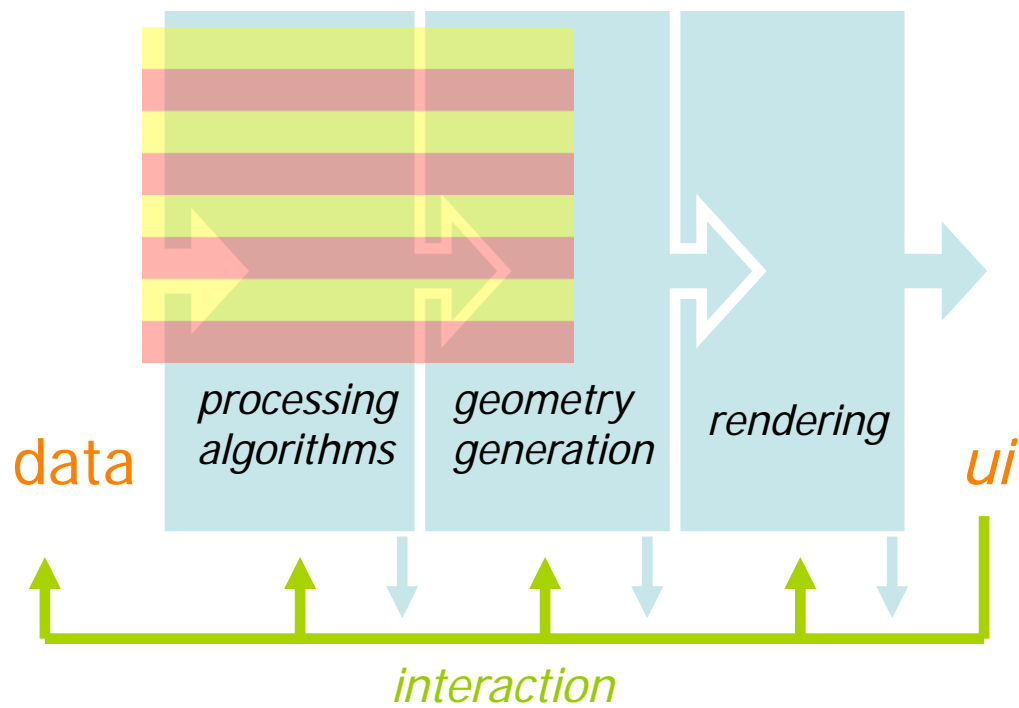 processing
algorithms
geometry
generation
rendering
data
ui
interaction